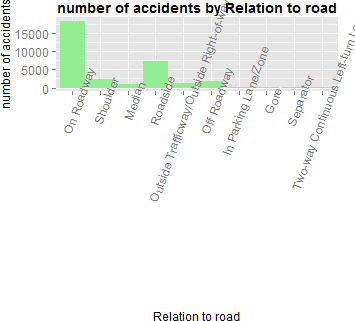 number of accidents by Relation to road
number of accidents
15000
10000
5000
0
On Roadway
Shoulder
Median
Roadside
Outside Trafficway/Outside Right-of-way
Off Roadway
In Parking Lane/Zone
Gore
Separator
Two-way Continuous Left-turn
Relation to road